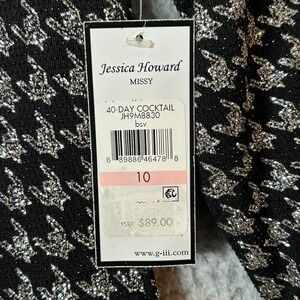 Jessica Howard
MISSY
40-DAY COCKTAIL
JH9M8830
bsv
6 89886 46478 8
10
$89.00
www.g-iii.com